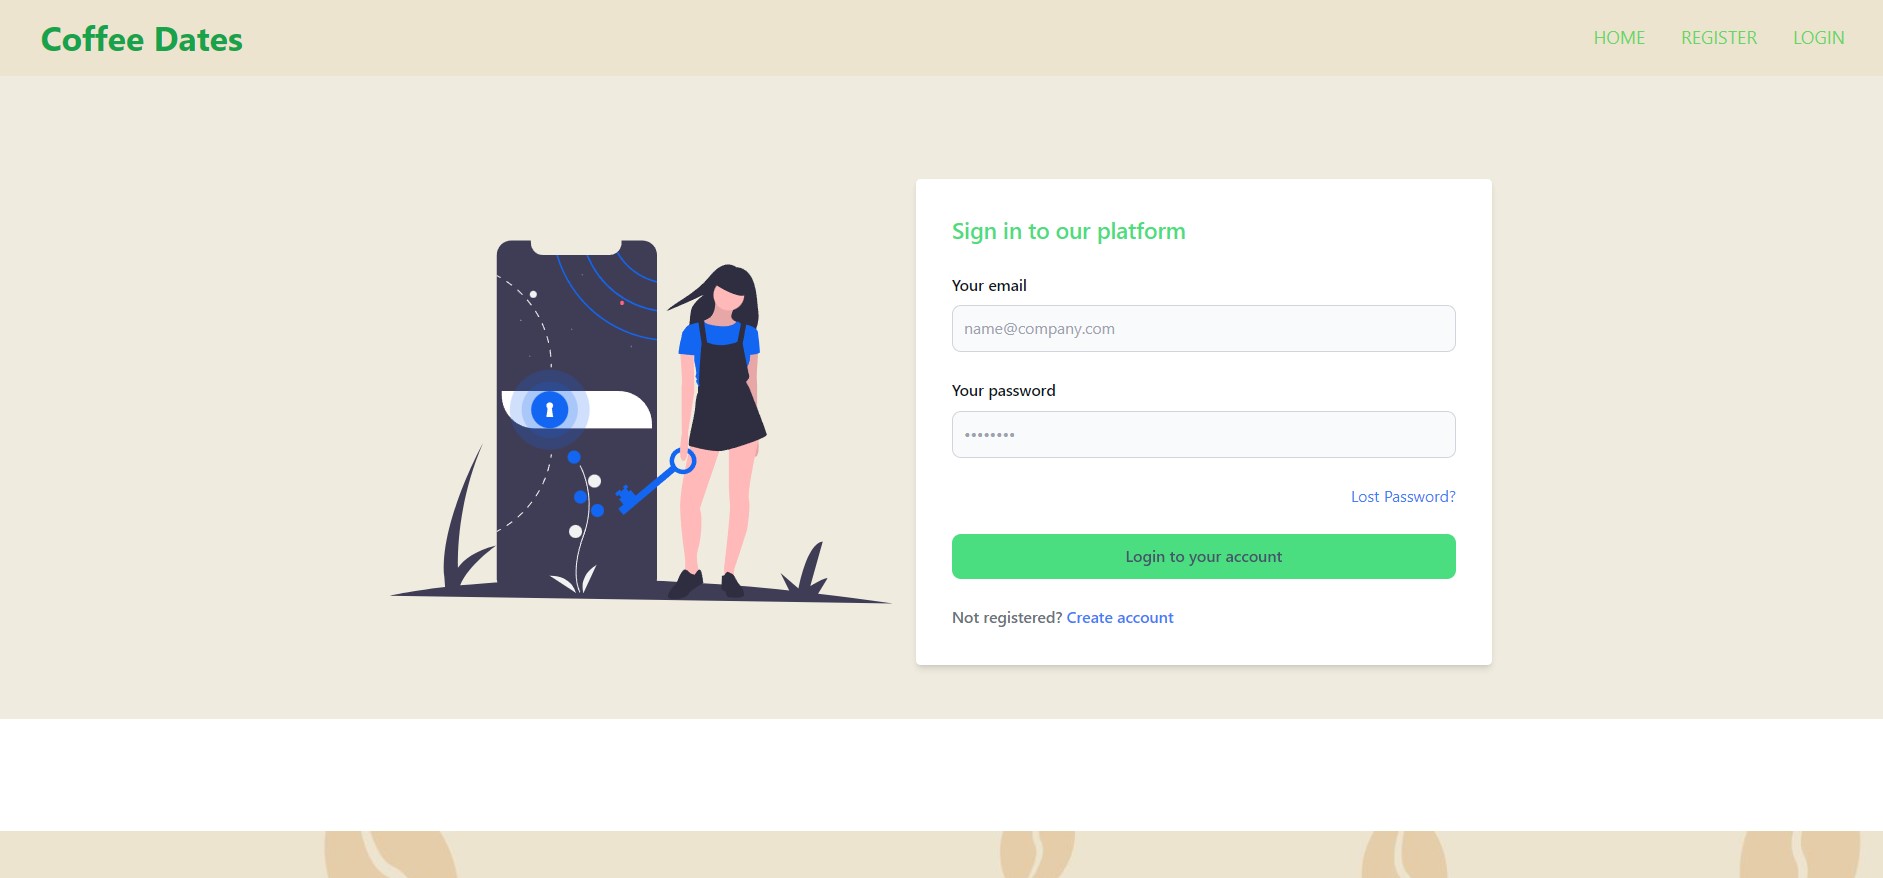 Coffee Dates
HOME REGISTER LOGIN
Sign in to our platform
Your email
name@company.com
Your password
••••••••
Lost Password?
Login to your account
Not registered? Create account